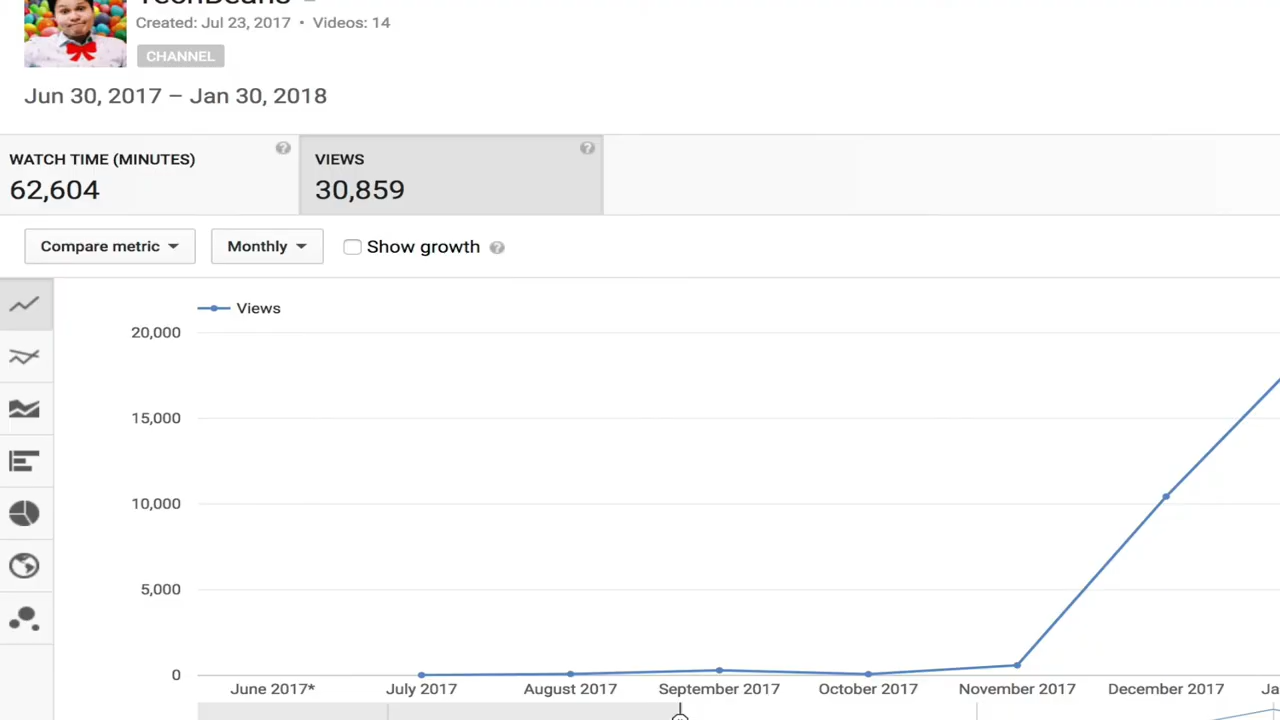 TechBeans
Created: Jul 23, 2017 • Videos: 14
CHANNEL
Jun 30, 2017 – Jan 30, 2018
WATCH TIME (MINUTES)
62,604
VIEWS
30,859
Compare metric
Monthly
Show growth
Views
20,000
15,000
10,000
5,000
0
June 2017*
July 2017
August 2017
September 2017
October 2017
November 2017
December 2017
Ja